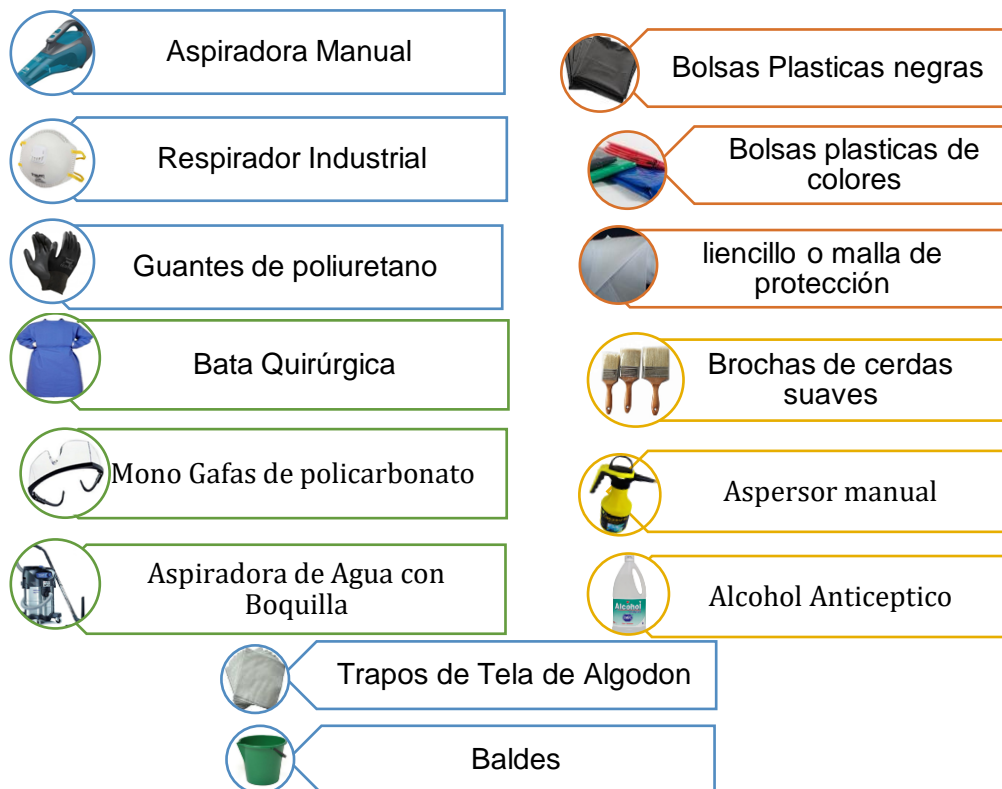 Aspiradora Manual
Respirador Industrial
Guantes de poliuretano
Bata Quirúrgica
Mono Gafas de policarbonato
Aspiradora de Agua con
Boquilla
Bolsas Plasticas negras
Bolsas plasticas de
colores
liencillo o malla de
protección
Brochas de cerdas
suaves
Aspersor manual
Alcohol Anticeptico
Alcohol
Trapos de Tela de Algodon
Baldes